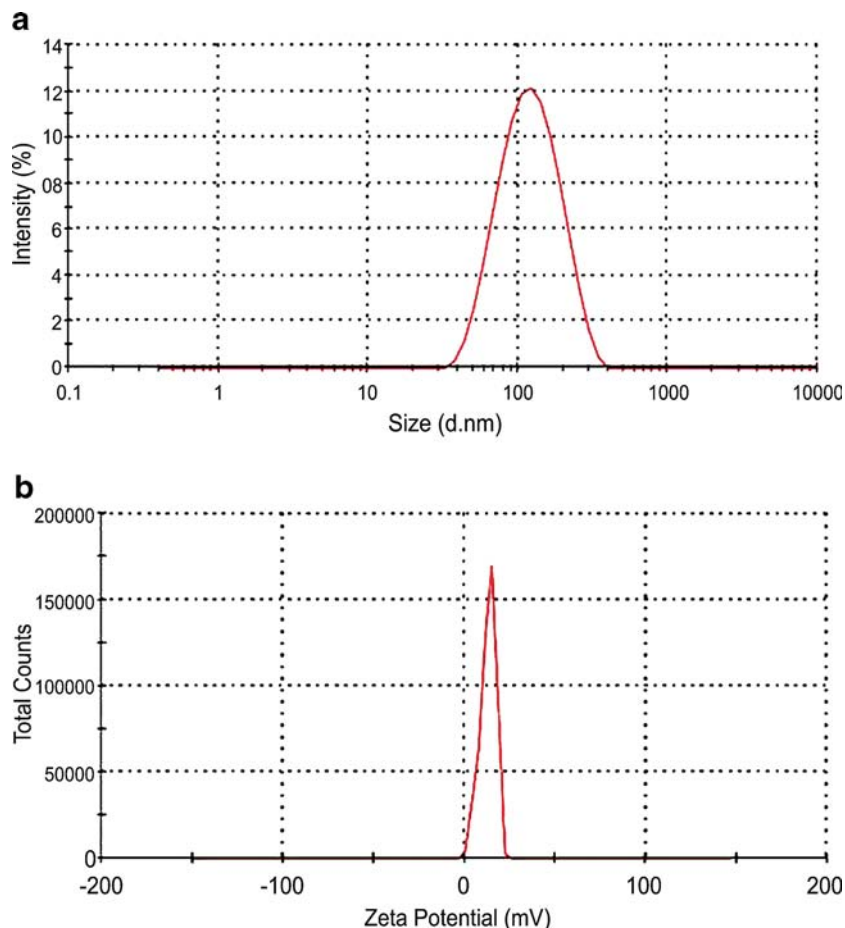 a
14
12
10
08
6
4
2
0
Intensity (%)
0.1 1 10 100 1000 10000
Size (d.nm)
b
200000
150000
100000
50000
0
Total Counts
-200 -100 0 100 200
Zeta Potential (mV)